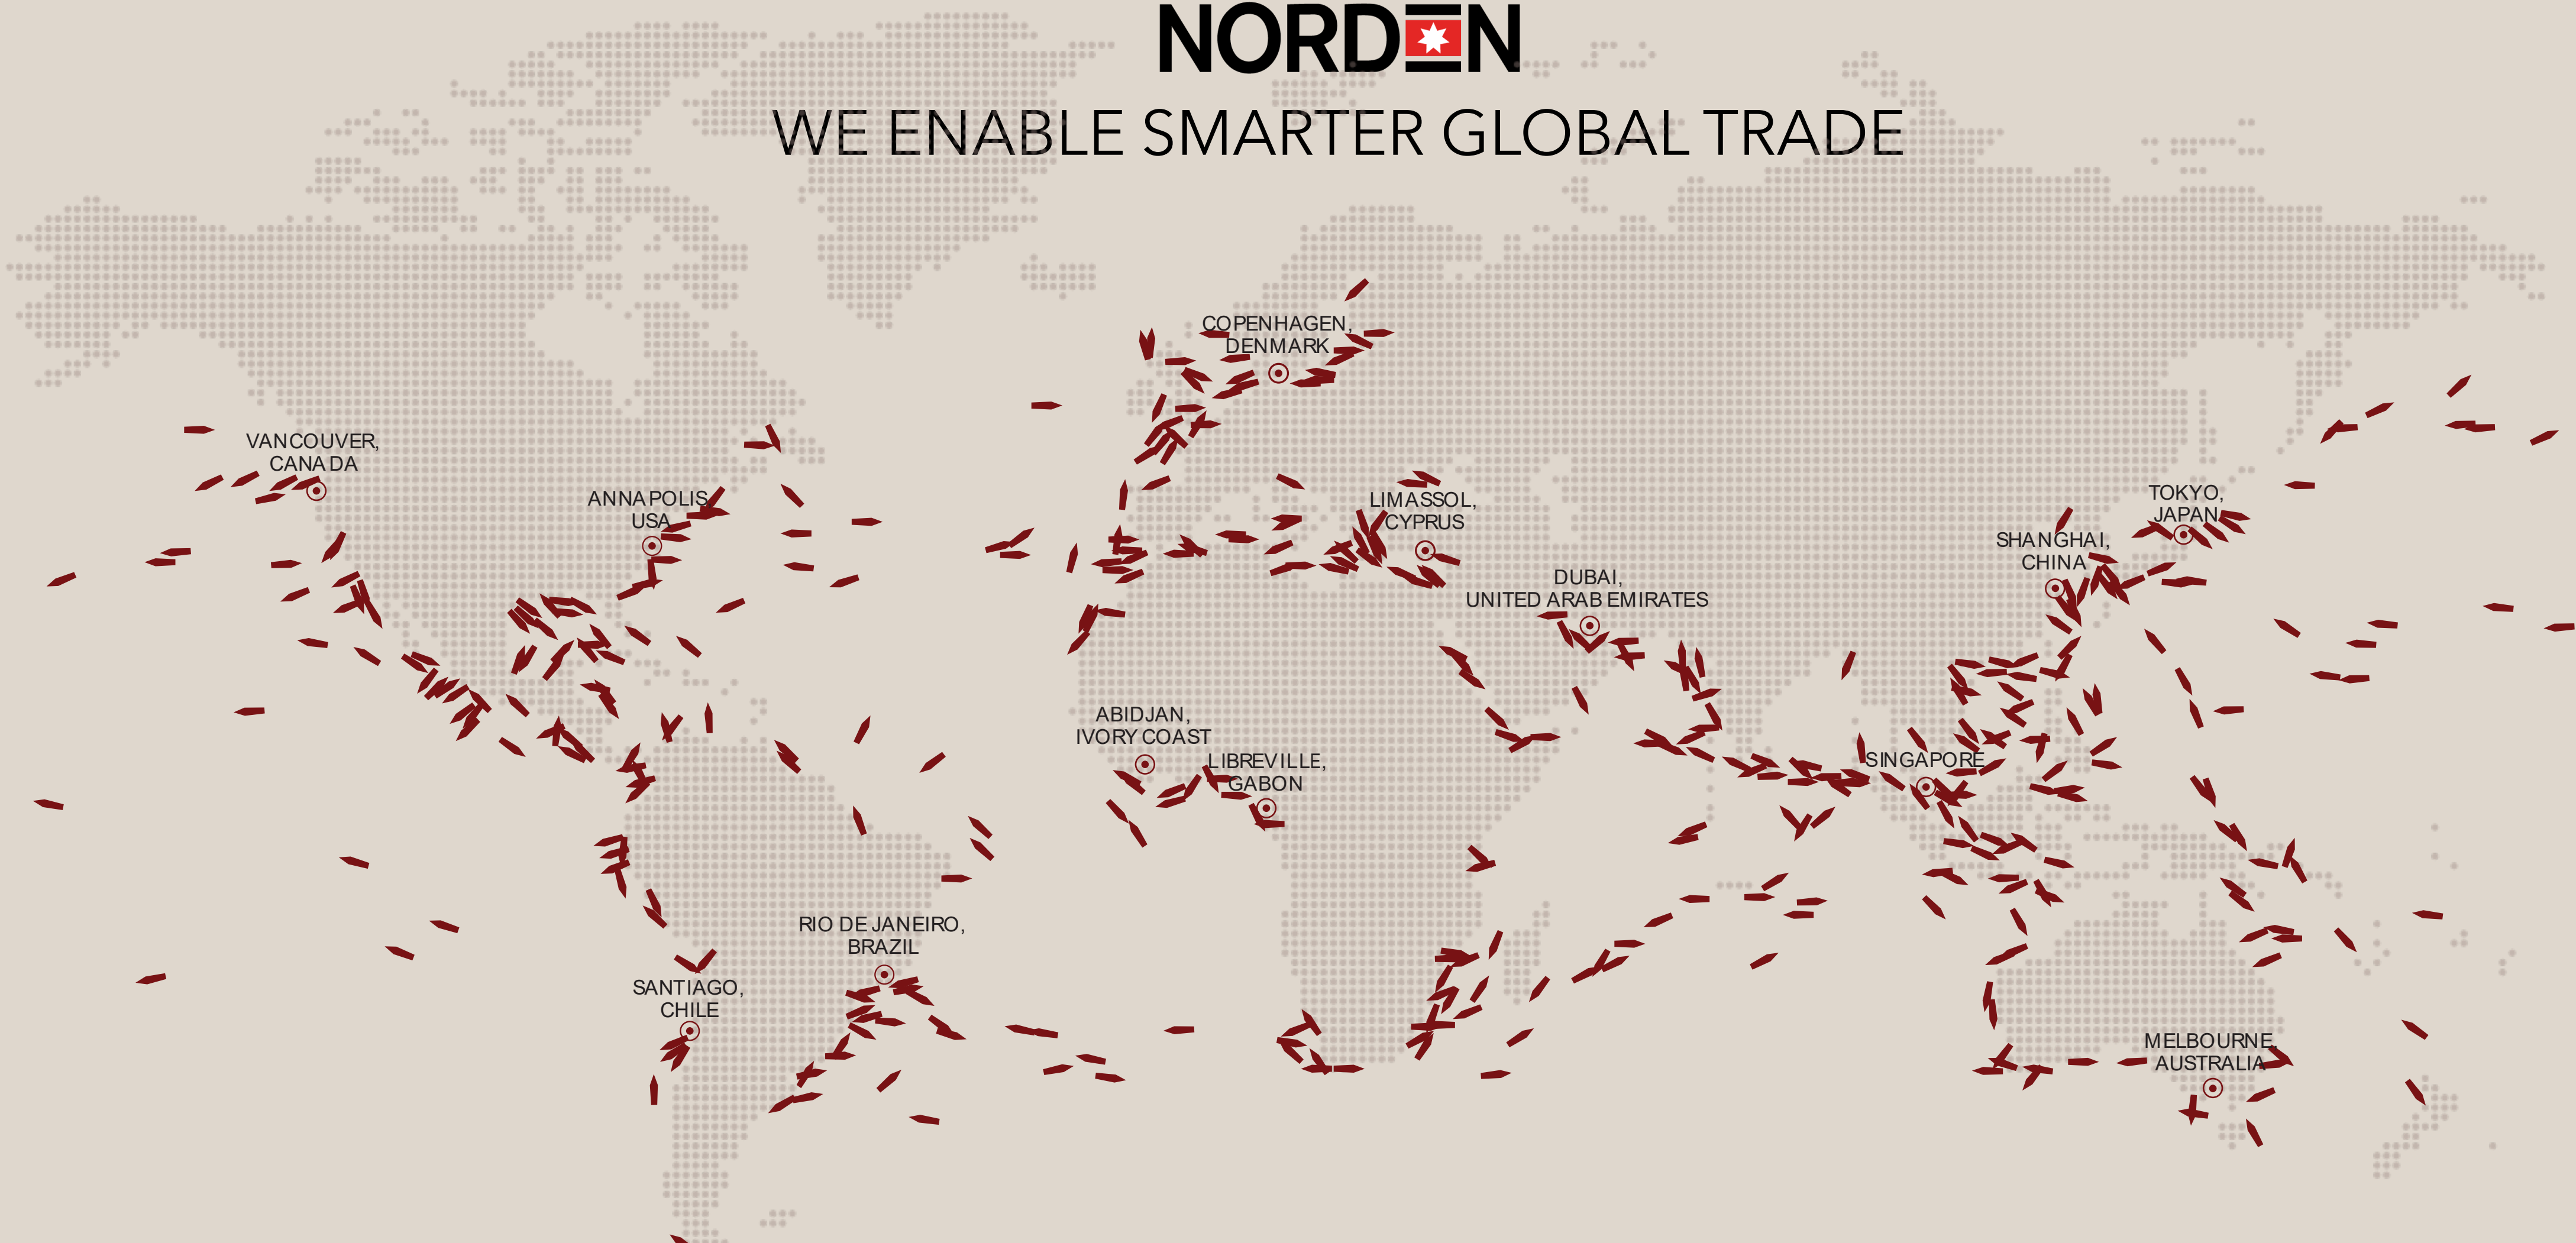 NORDEN
WE ENABLE SMARTER GLOBAL TRADE
COPENHAGEN,
DENMARK
VANCOUVER,
CANADA
ANNAPOLIS,
USA
LIMASSOL,
CYPRUS
TOKYO,
JAPAN
SHANGHAI,
CHINA
DUBAI,
UNITED ARAB EMIRATES
ABIDJAN,
IVORY COAST
LIBREVILLE,
GABON
SINGAPORE
RIO DE JANEIRO,
BRAZIL
SANTIAGO,
CHILE
MELBOURNE,
AUSTRALIA